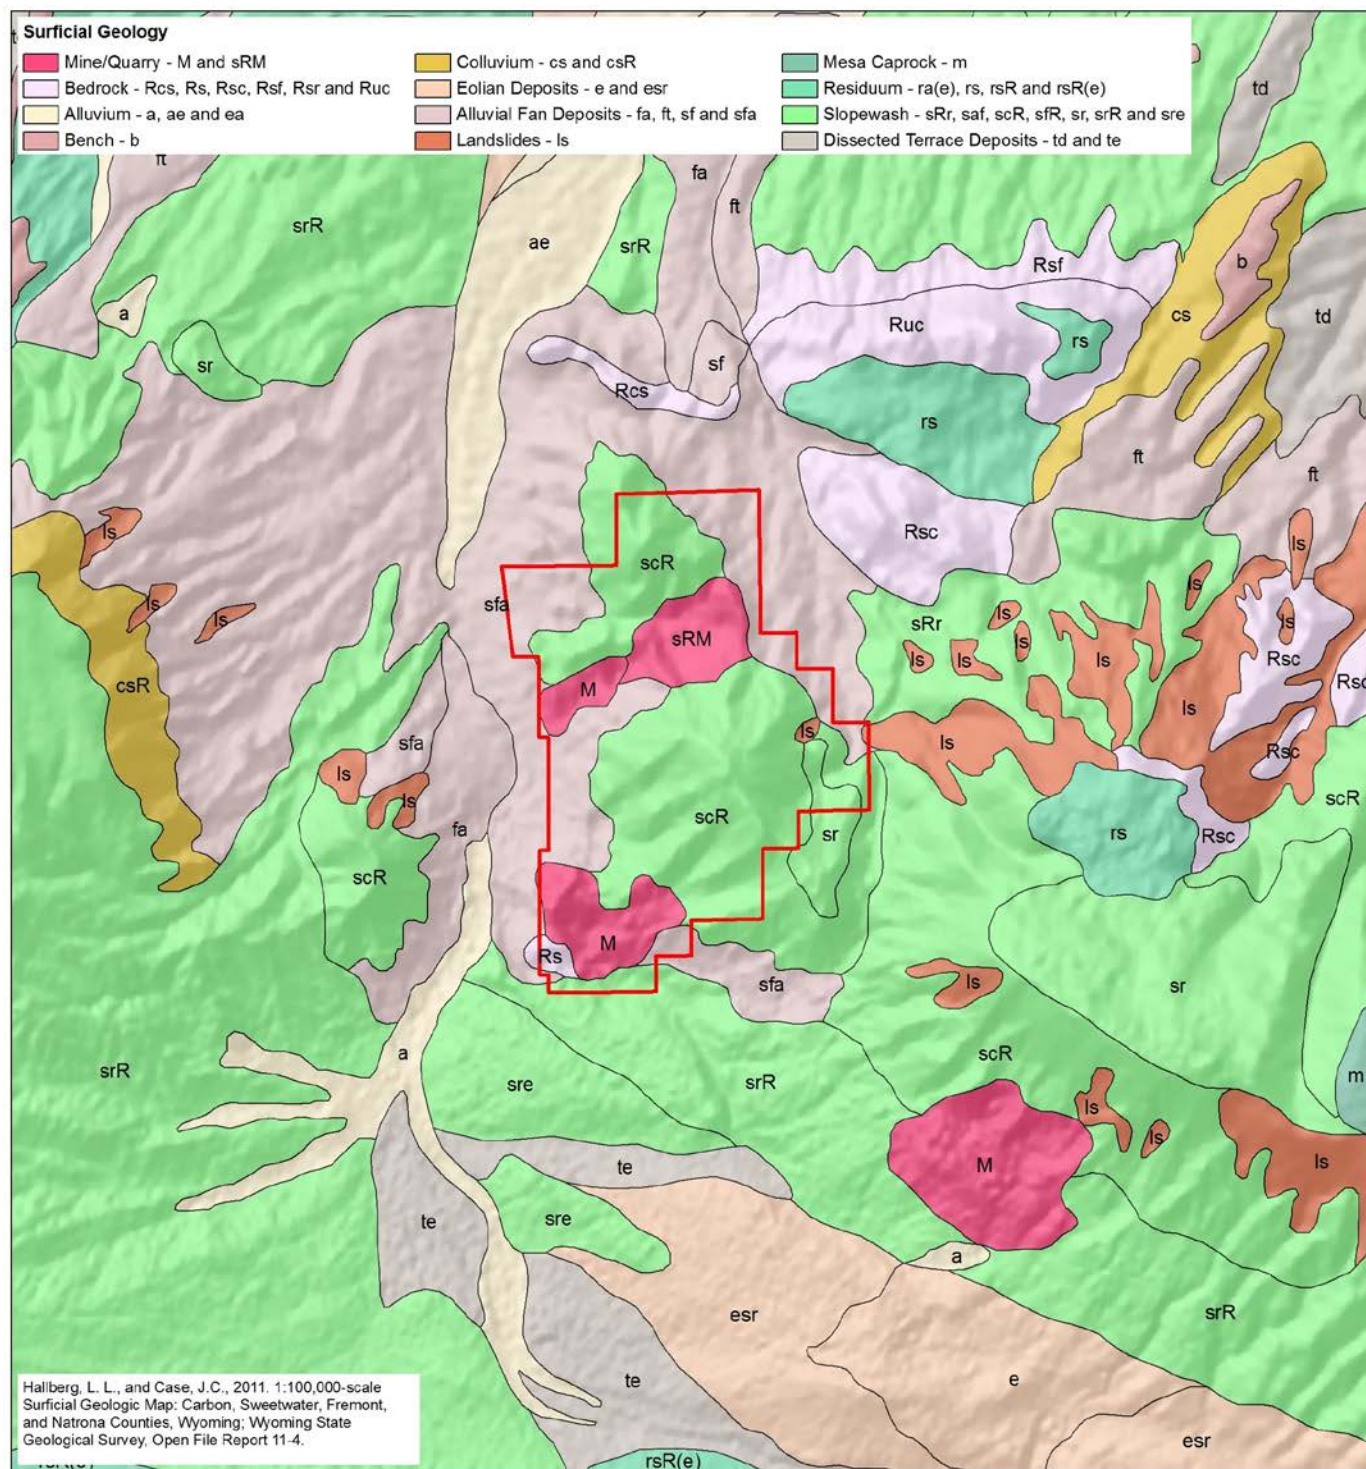 Surficial Geology
Mine/Quarry - M and sRM
Bedrock - Rcs, Rs, Rsc, Rsf, Rsr and Ruc
Alluvium - a, ae and ea
Bench - b
Colluvium - cs and csR
Eolian Deposits - e and esr
Alluvial Fan Deposits - fa, ft, sf and sfa
Landslides - ls
Mesa Caprock - m
Residuum - ra(e), rs, rsR and rsR(e)
Slopewash - sRr, saf, scR, sfR, sr, srR and sre
Dissected Terrace Deposits - td and te
td
ft
fa
ft
srR
ae
srR
Rsf
b
a
Ruc
cs
td
rs
sr
sf
Rcs
rs
ft
ft
ls
Rsc
ls
scR
ls
sfa
ls
ls
ls
sRr
ls
sRM
ls
ls
ls
ls
Rsc
csR
M
Rsc
ls
sfa
ls
ls
Rsc
ls
ls
scR
scR
fa
sr
rs
Rsc
scR
M
Rs
sfa
ls
sr
a
scR
srR
sre
srR
m
ls
ls
te
M
ls
te
sre
a
esr
srR
te
e
esr
rsR(e)
rsR(e)
Hallberg, L. L., and Case, J.C., 2011. 1:100,000-scale
Surficial Geologic Map: Carbon, Sweetwater, Fremont,
and Natrona Counties, Wyoming; Wyoming State
Geological Survey, Open File Report 11-4.